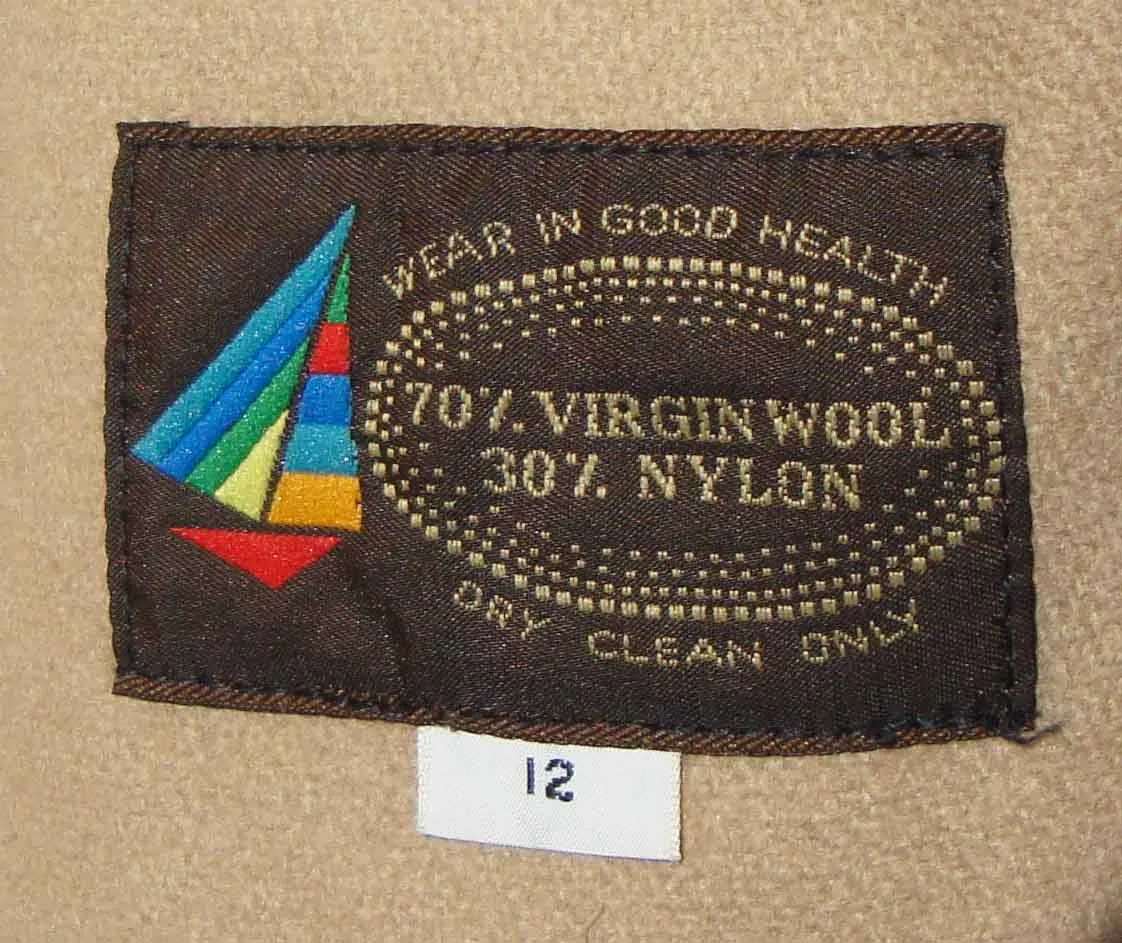 WEAR IN GOOD HEALTH
70% VIRGIN WOOL
30% NYLON
DRY CLEAN ONLY
12